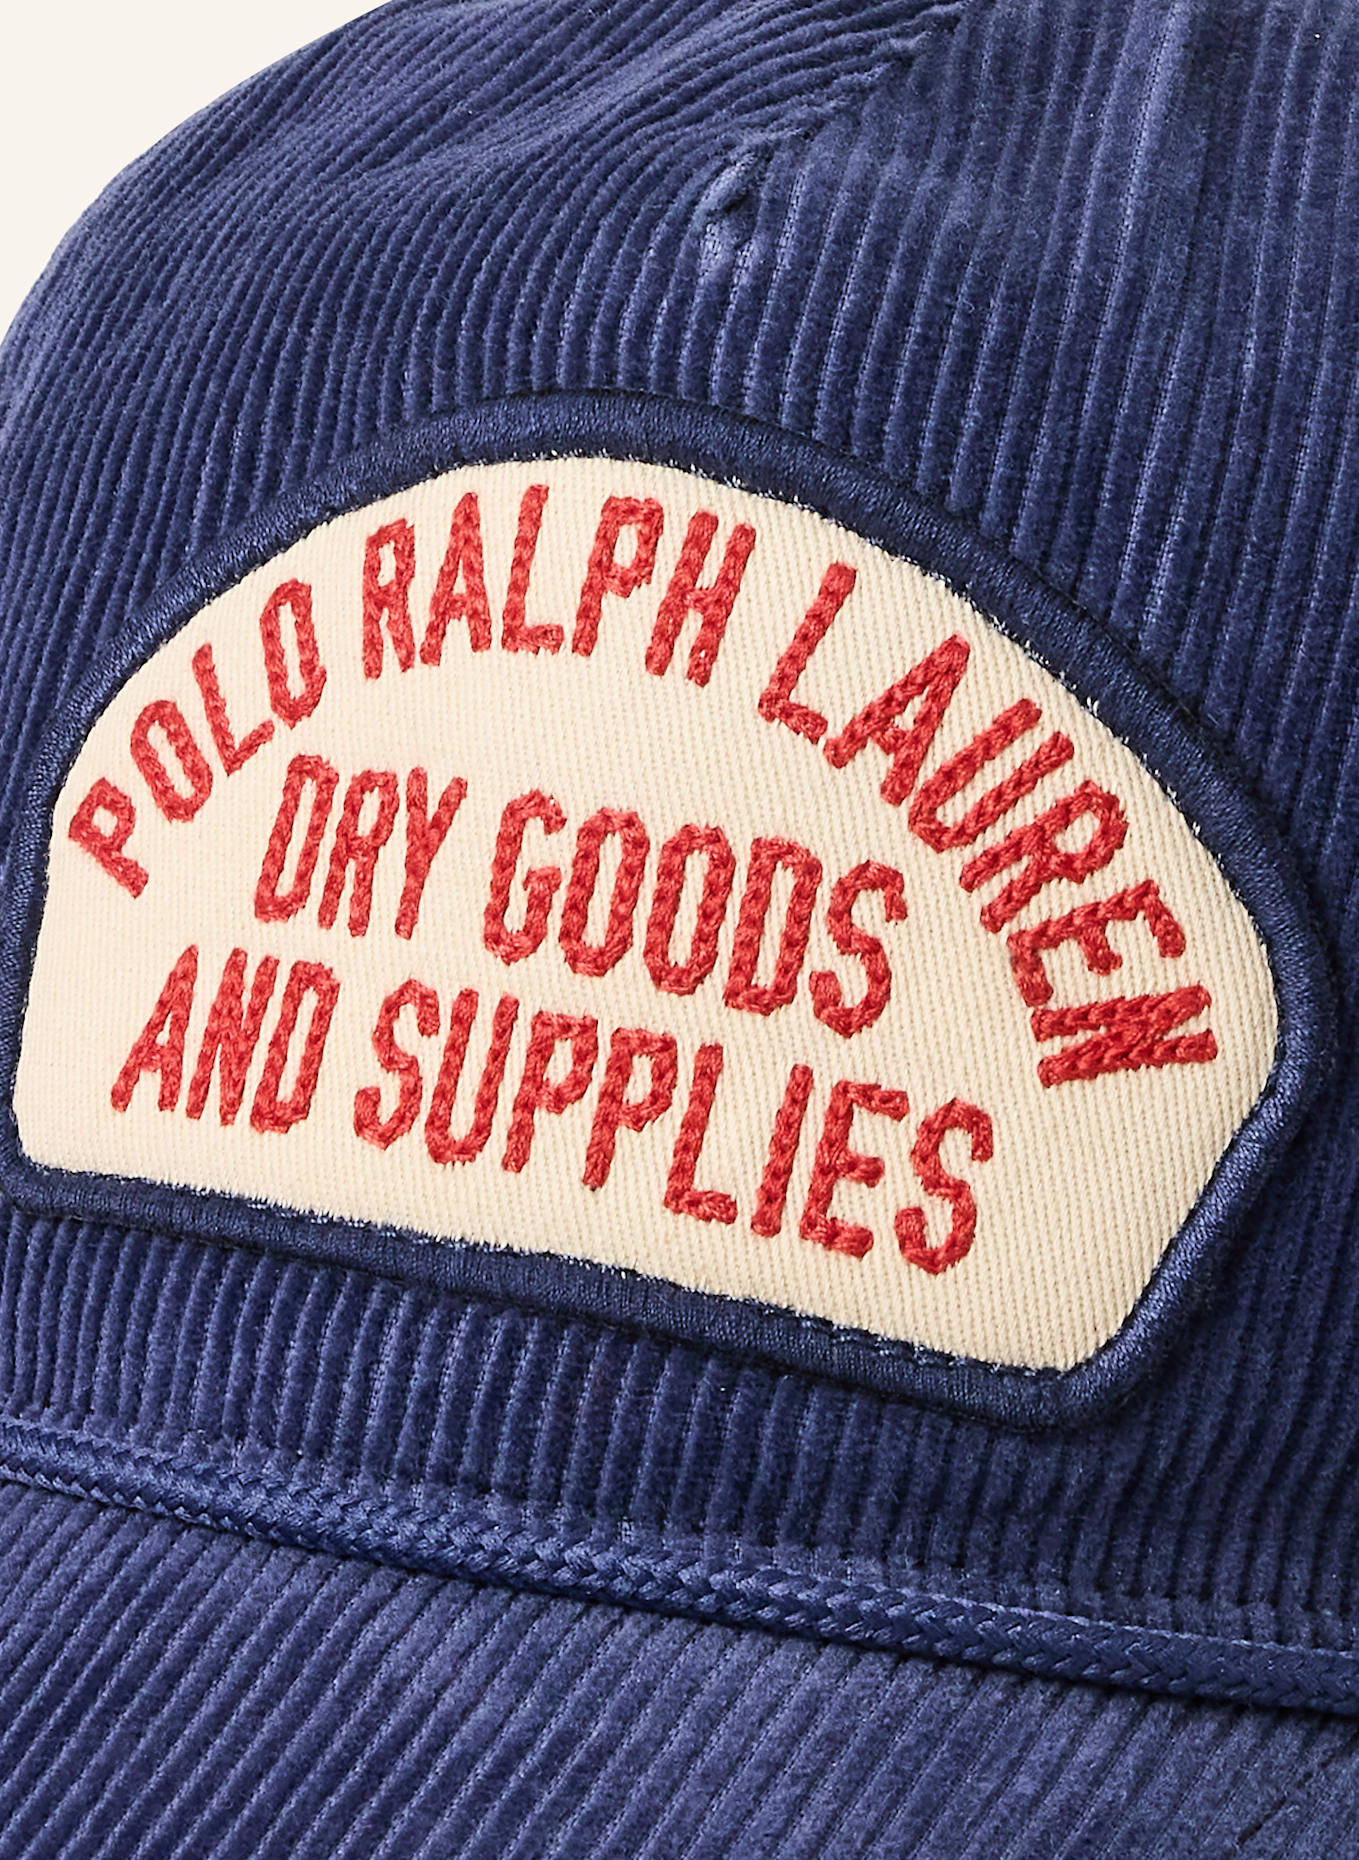 POLO RALPH LAUREN
DRY GOODS
AND SUPPLIES